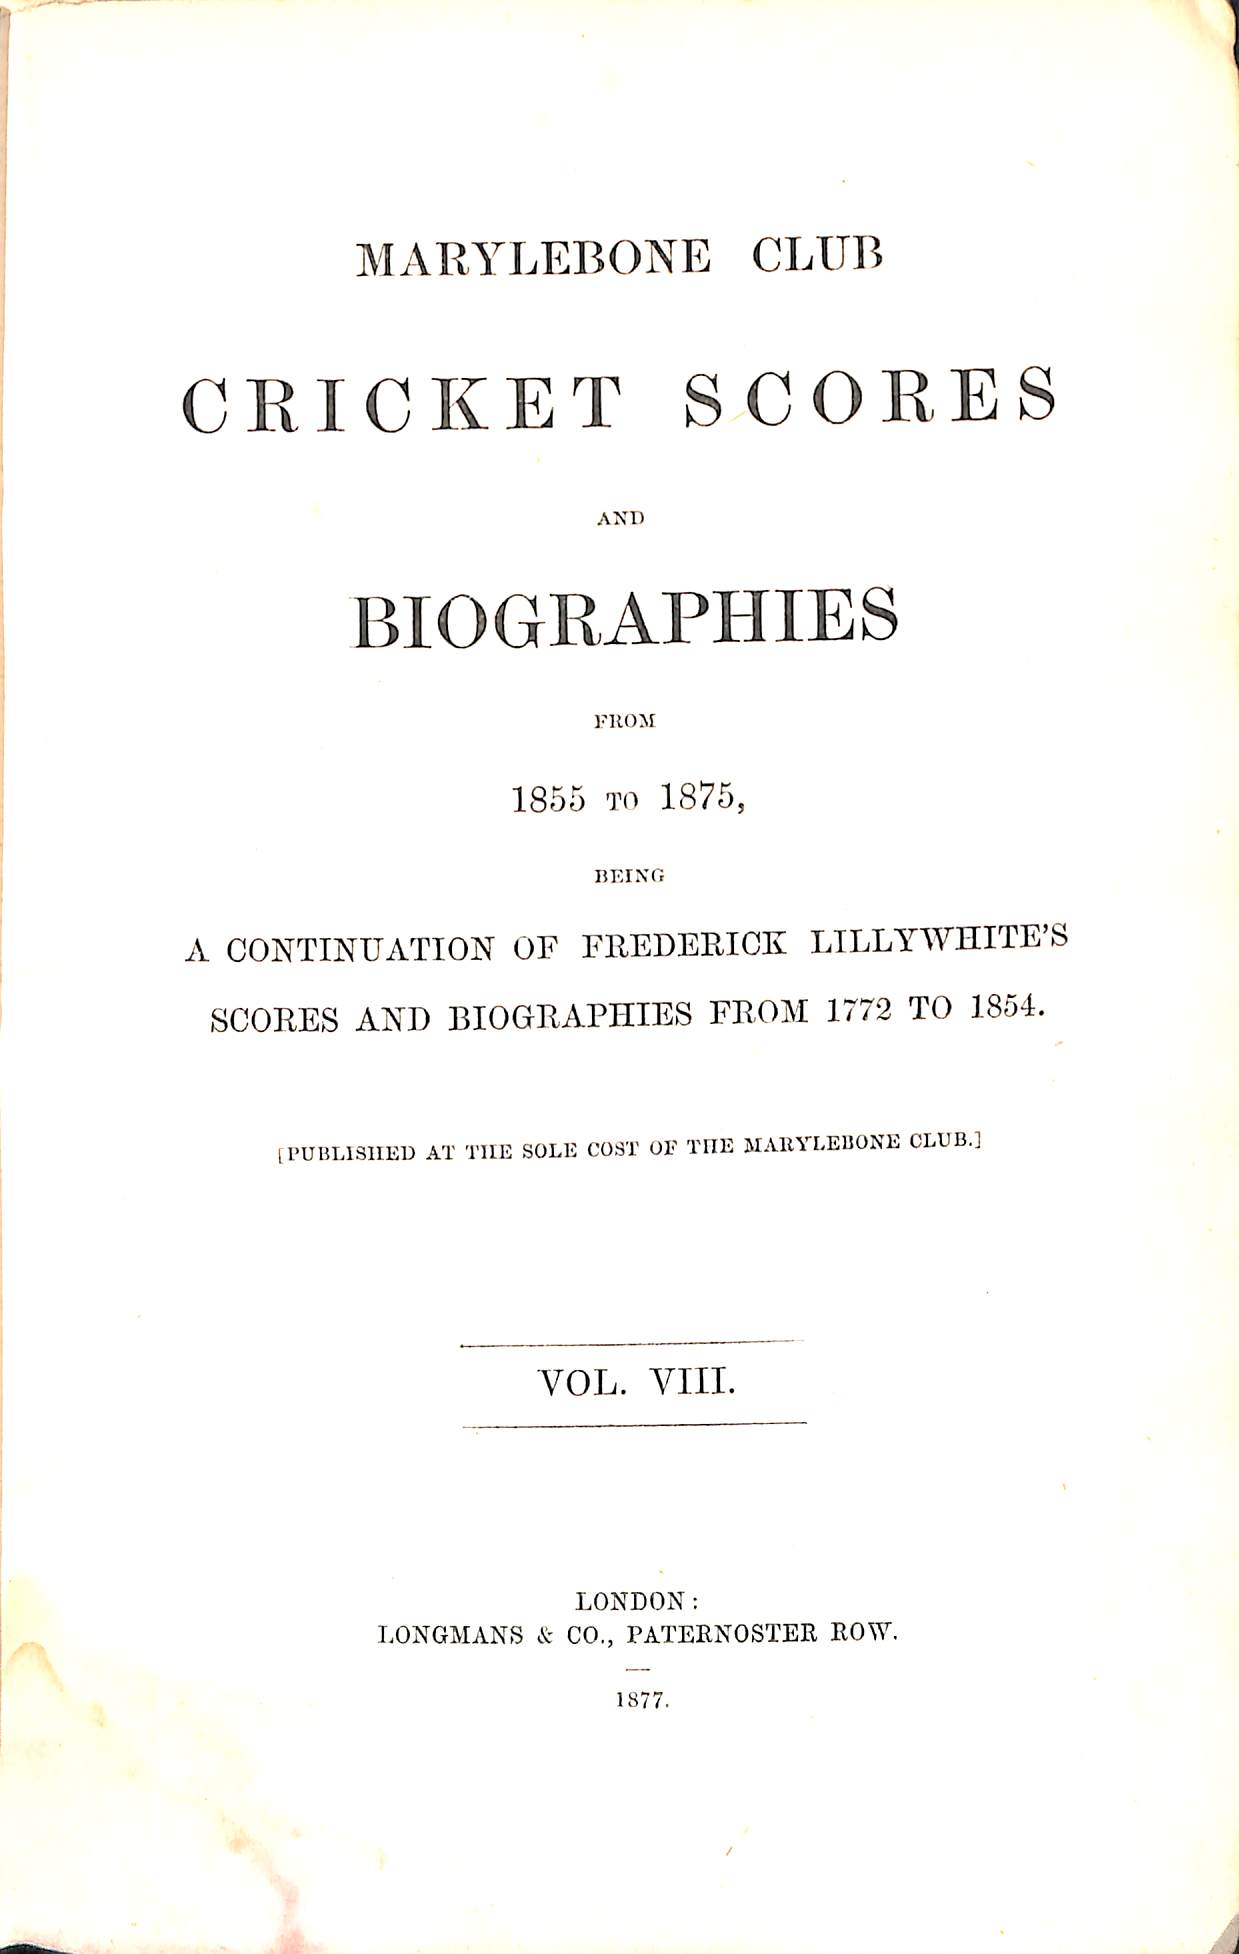 MARYLEBONE CLUB
CRICKET SCORES
AND
BIOGRAPHIES
FROM
1855 TO 1875,
BEING
A CONTINUATION OF FREDERICK LILLYWHITE'S
SCORES AND BIOGRAPHIES FROM 1772 TO 1854.
[PUBLISHED AT THE SOLE COST OF THE MARYLEBONE CLUB.]
VOL. VIII.
LONDON:
LONGMANS & CO., PATERNOSTER ROW.
1877.